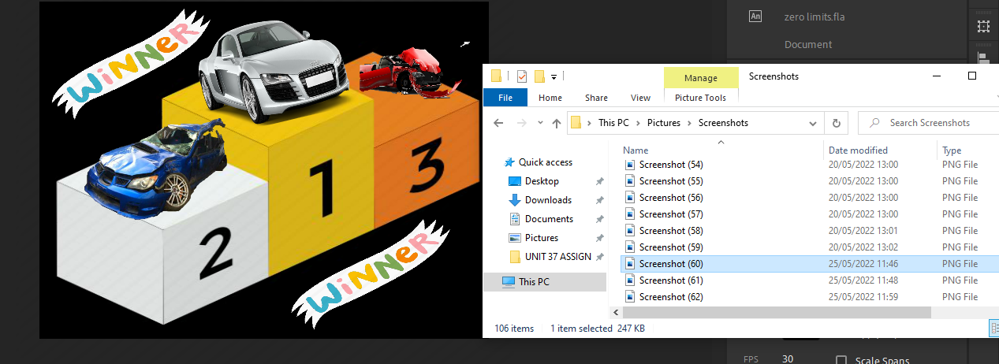 WiNNeR
1
2
3
WiNNeR
An
zero limits.fla
Document
Manage
Screenshots
File
Home
Share
View
Picture Tools
This PC
Pictures
Screenshots
Search Screenshots
Name
Date modified
Type
Quick access
Desktop
Downloads
Documents
Pictures
UNIT 37 ASSIGN
This PC
Screenshot (54) 20/05/2022 13:00 PNG File
Screenshot (55) 20/05/2022 13:00 PNG File
Screenshot (56) 20/05/2022 13:00 PNG File
Screenshot (57) 20/05/2022 13:00 PNG File
Screenshot (58) 20/05/2022 13:01 PNG File
Screenshot (59) 20/05/2022 13:02 PNG File
Screenshot (60) 25/05/2022 11:46 PNG File
Screenshot (61) 25/05/2022 11:48 PNG File
Screenshot (62) 25/05/2022 11:59 PNG File
106 items 1 item selected 247 KB
FPS 30 Scale Spans